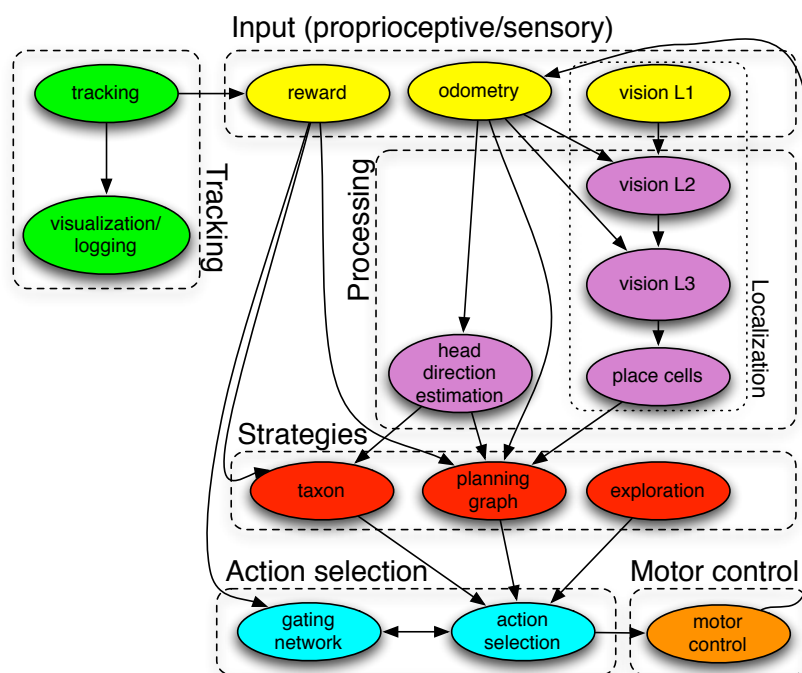 Input (proprioceptive/sensory)
tracking
reward
odometry
vision L1
visualization/
logging
Tracking
Processing
vision L2
vision L3
Localization
head
direction
estimation
place cells
Strategies
taxon
planning
graph
exploration
Action selection
Motor control
gating
network
action
selection
motor
control